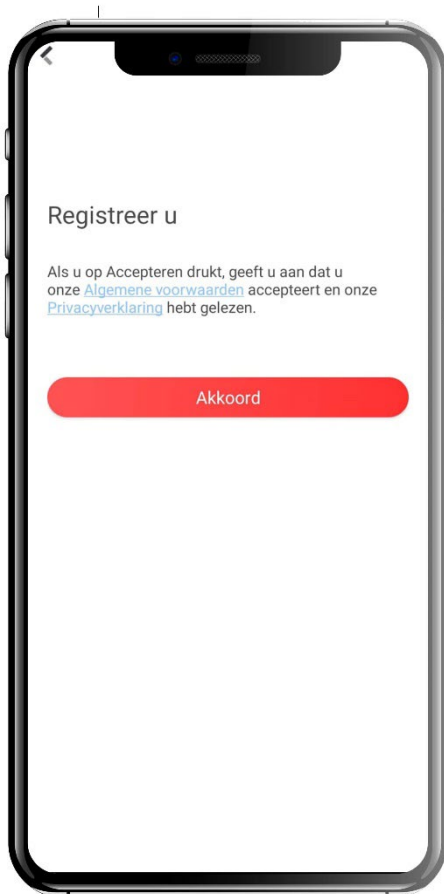 Registreer u
Als u op Accepteren drukt, geeft u aan dat u
onze Algemene voorwaarden accepteert en onze
Privacyverklaring hebt gelezen.
Akkoord